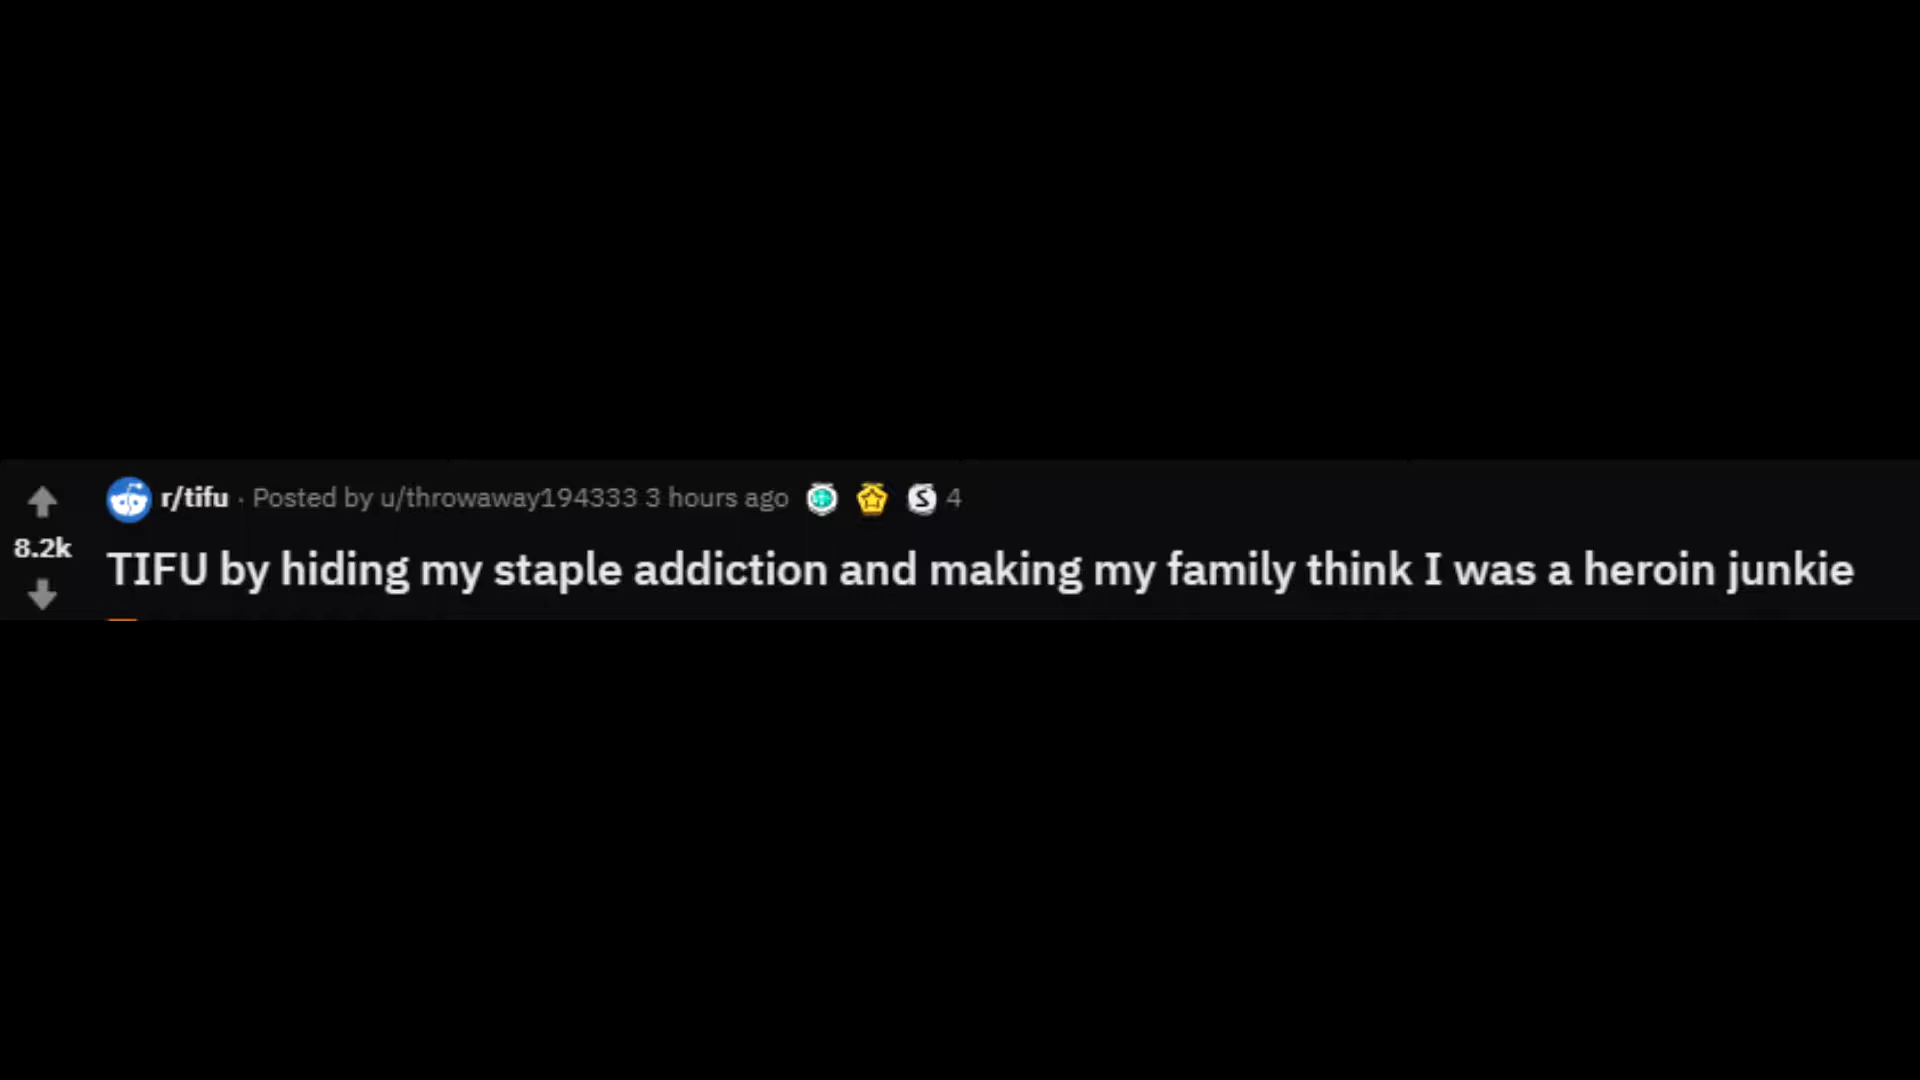 r/tifu · Posted by u/throwaway194333 3 hours ago 4
8.2k
TIFU by hiding my staple addiction and making my family think I was a heroin junkie